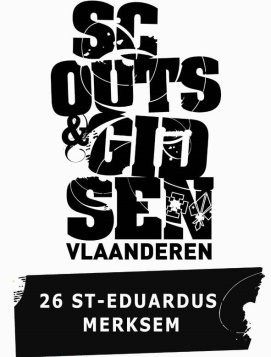 SC
OUTS
& GID
SEN
VLAANDEREN
26 ST-EDUARDUS
MERKSEM